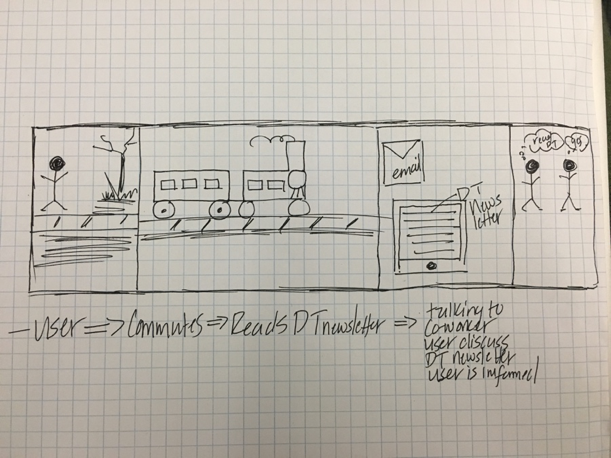 email
DT
News
letter
read
DT
—user ⇒ Commutes ⇒ Reads DT newsletter ⇒ talking to
coworker
user discuss
DT newsletter
user is informed